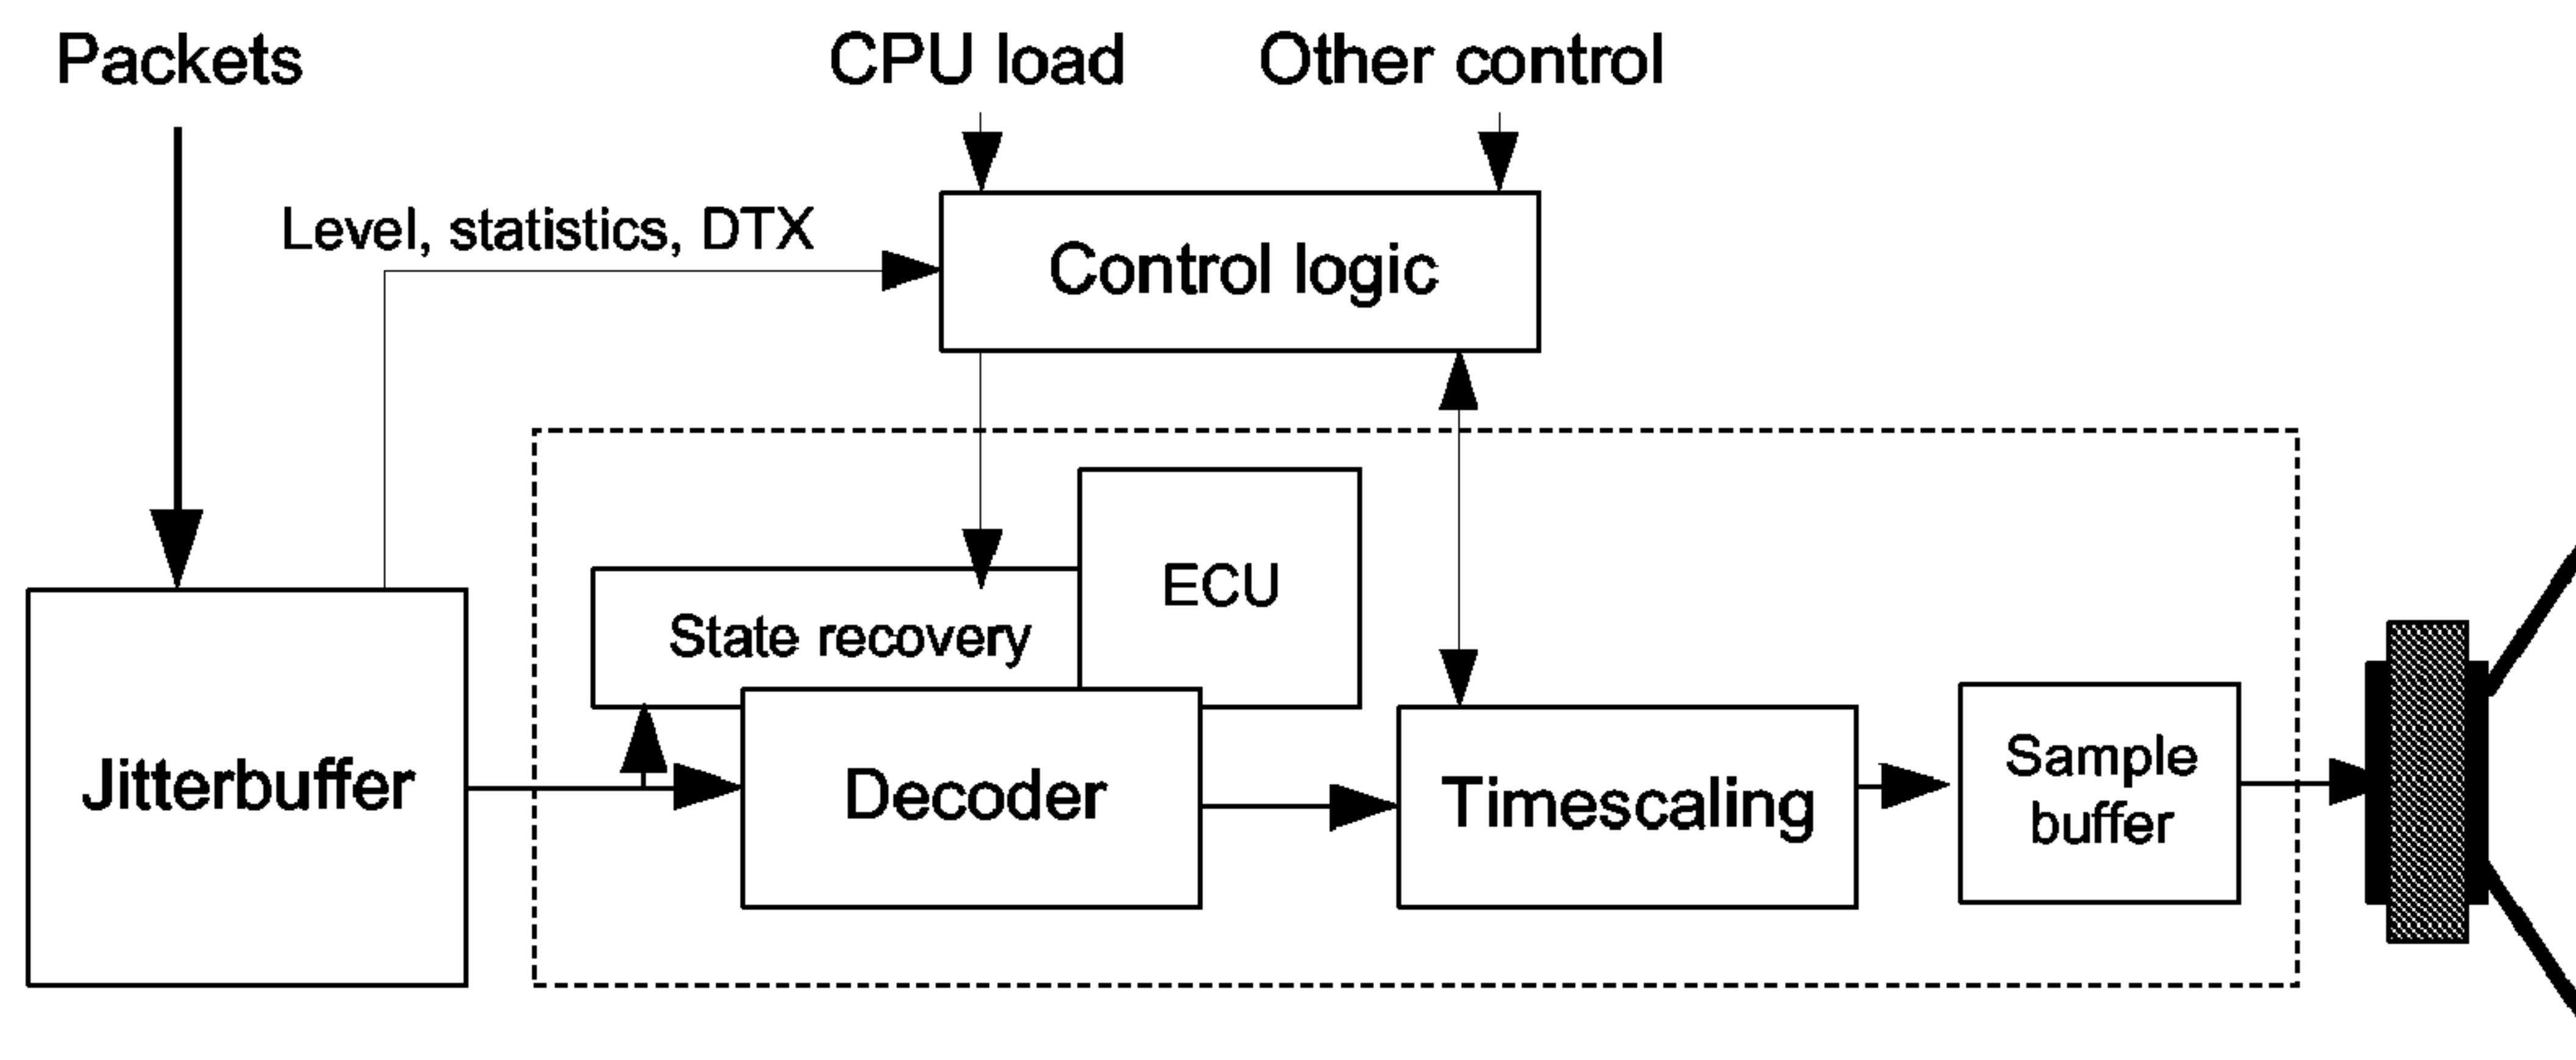 Packets
CPU load
Other control
Level, statistics, DTX
Control logic
ECU
State recovery
Jitterbuffer
Decoder
Timescaling
Sample
buffer